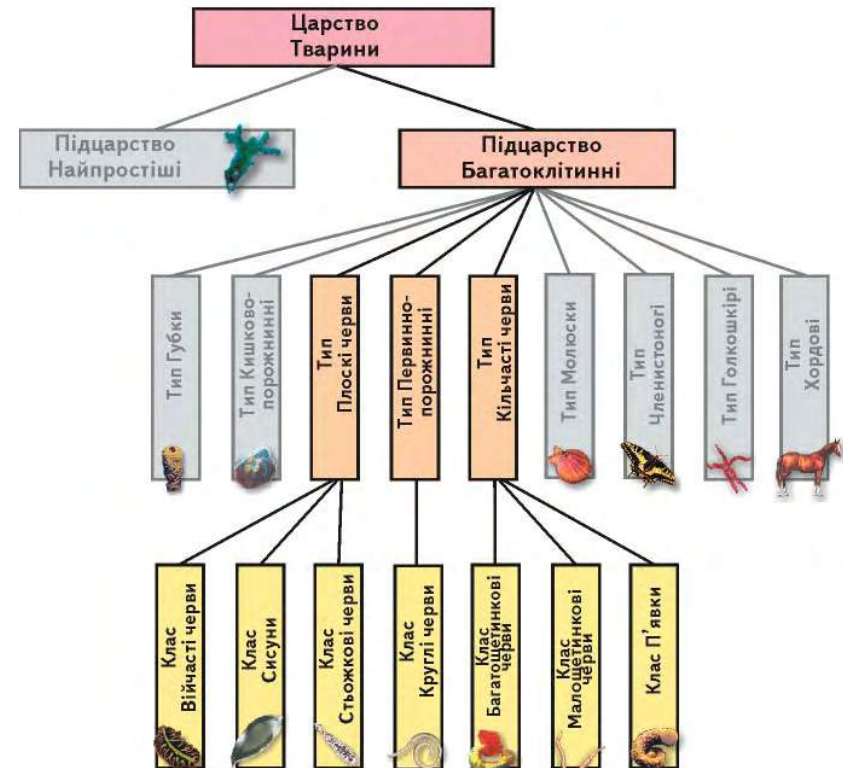 Царство
Тварини
Підцарство
Найпростіші
Підцарство
Багатоклітинні
Тип Губки
Тип Кишково-
порожнинні
Тип
Плоскі черви
Тип Первинно-
порожнинні
Тип
Кільчасті черви
Тип Молюски
Тип
Членистоногі
Тип Голкошкірі
Тип
Хордові
Клас
Війчасті черви
Клас
Сисуни
Клас
Стьожкові черви
Клас
Круглі черви
Клас
Багатощетинкові
черви
Клас
Малощетинкові
черви
Клас П'явки